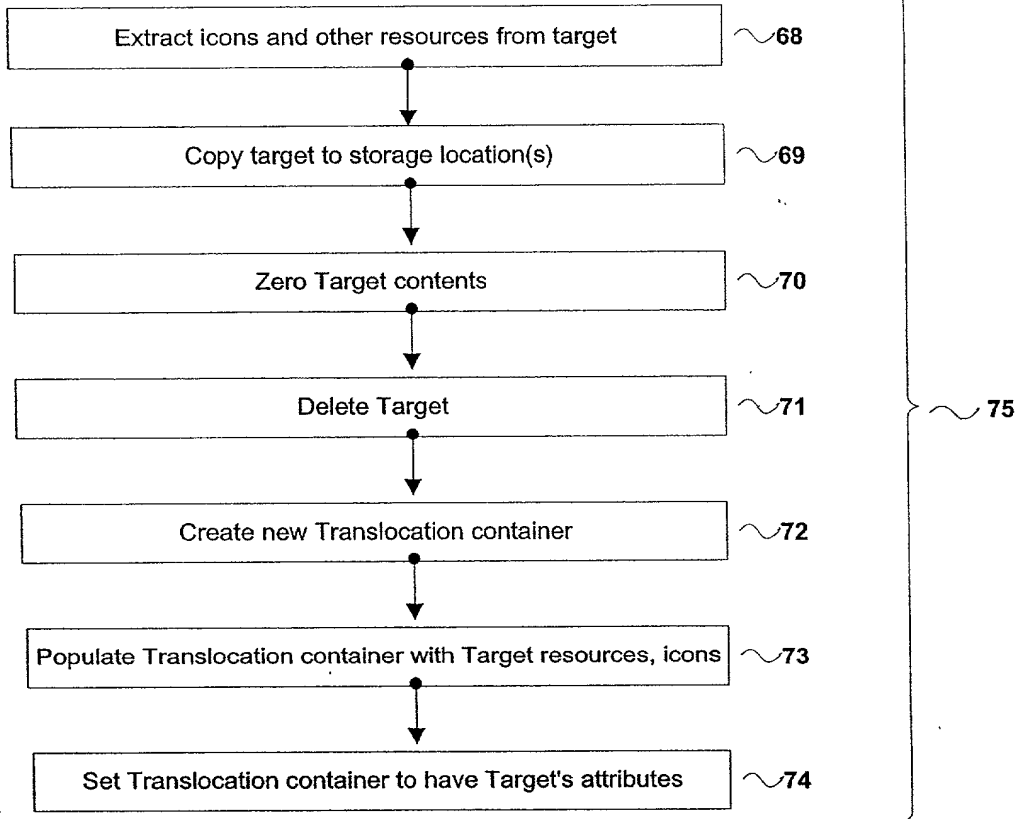 Extract icons and other resources from target 68
Copy target to storage location(s) 69
Zero Target contents 70
Delete Target 71
75
Create new Translocation container 72
Populate Translocation container with Target resources, icons 73
Set Translocation container to have Target's attributes 74